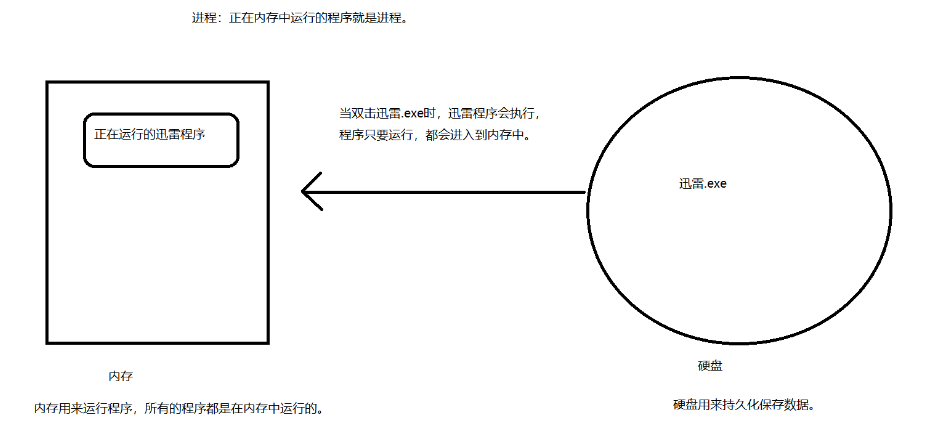 进程：正在内存中运行的程序就是进程。
当双击迅雷.exe时，迅雷程序会执行，
程序只要运行，都会进入到内存中。
正在运行的迅雷程序
迅雷.exe
内存
硬盘
内存用来运行程序，所有的程序都是在内存中运行的。
硬盘用来持久化保存数据。